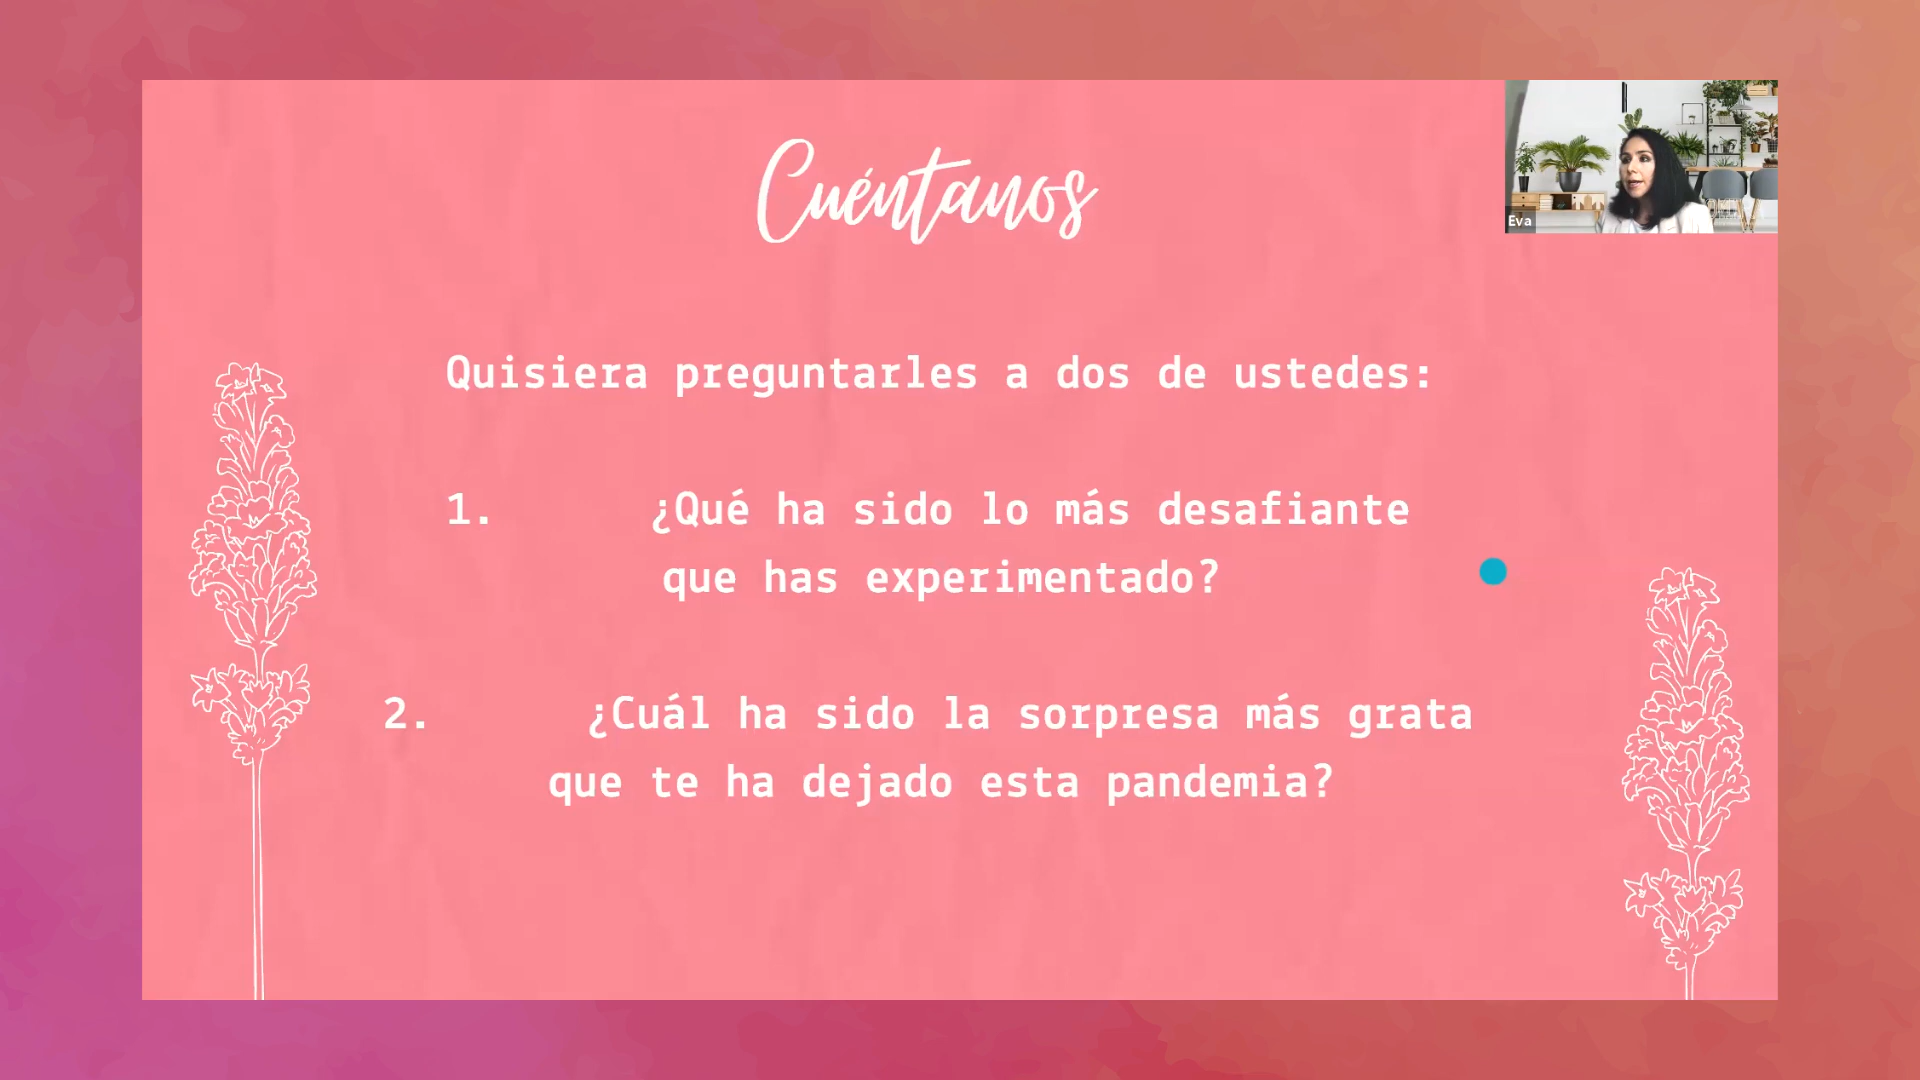 Cuéntanos
Eva
Quisiera preguntarles a dos de ustedes:
1. ¿Qué ha sido lo más desafiante
que has experimentado?
2. ¿Cuál ha sido la sorpresa más grata
que te ha dejado esta pandemia?